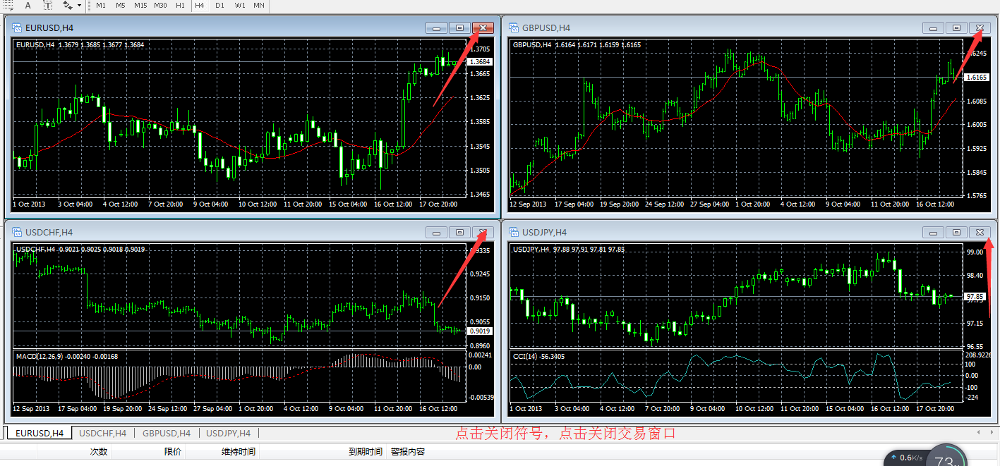 A T M1 M5 M15 M30 H1 H4 D1 W1 MN
EURUSD,H4
EURUSD,H4 1.3679 1.3685 1.3677 1.3684
1.3705
1.3684
1.3665
1.3625
1.3585
1.3545
1.3505
1.3465
1 Oct 2013 3 Oct 04:00 4 Oct 12:00 7 Oct 20:00 9 Oct 04:00 10 Oct 12:00 11 Oct 20:00 15 Oct 04:00 16 Oct 12:00 17 Oct 20:00
GBPUSD,H4
GBPUSD,H4 1.6164 1.6171 1.6159 1.6165
1.6245
1.6165
1.6085
1.6005
1.5925
1.5845
1.5765
12 Sep 2013 17 Sep 04:00 19 Sep 20:00 24 Sep 12:00 27 Sep 04:00 1 Oct 20:00 4 Oct 12:00 9 Oct 04:00 11 Oct 20:00 16 Oct 12:00
USDCHF,H4
USDCHF,H4 0.9021 0.9025 0.9018 0.9019
0.9335
0.9245
0.9150
0.9055
0.9019
0.8960
MACD(12,26,9) -0.00240 -0.00168
0.00241
0.00
-0.00539
12 Sep 2013 17 Sep 04:00 19 Sep 20:00 24 Sep 12:00 27 Sep 04:00 1 Oct 20:00 4 Oct 12:00 9 Oct 04:00 11 Oct 20:00 16 Oct 12:00
USDJPY,H4
USDJPY,H4 97.88 97.91 97.81 97.85
99.00
98.40
97.85
97.75
97.15
96.55
CCI(14) -56.3405
208.9226
100
0.00
-100
-224
1 Oct 2013 3 Oct 04:00 4 Oct 12:00 7 Oct 20:00 9 Oct 04:00 10 Oct 12:00 11 Oct 20:00 15 Oct 04:00 16 Oct 12:00 17 Oct 20:00
EURUSD,H4 USDCHF,H4 GBPUSD,H4 USDJPY,H4
点击关闭符号，点击关闭交易窗口
次数 限价 维持时间 到期时间 警报内容
0.6K/s 73